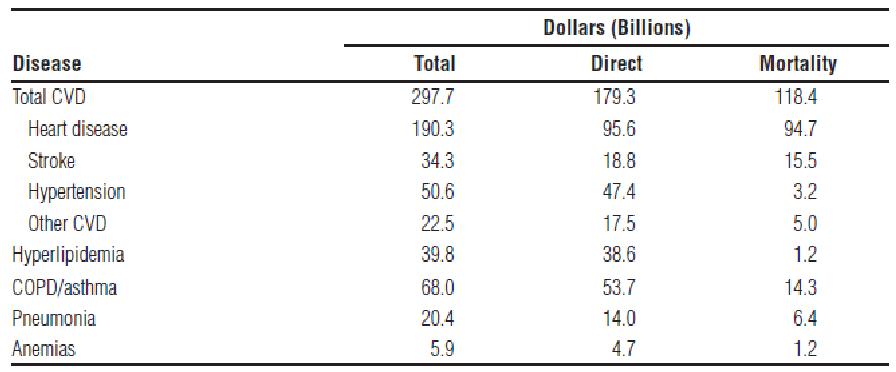 Dollars (Billions)
Disease Total Direct Mortality
Total CVD 297.7 179.3 118.4
Heart disease 190.3 95.6 94.7
Stroke 34.3 18.8 15.5
Hypertension 50.6 47.4 3.2
Other CVD 22.5 17.5 5.0
Hyperlipidemia 39.8 38.6 1.2
COPD/asthma 68.0 53.7 14.3
Pneumonia 20.4 14.0 6.4
Anemias 5.9 4.7 1.2